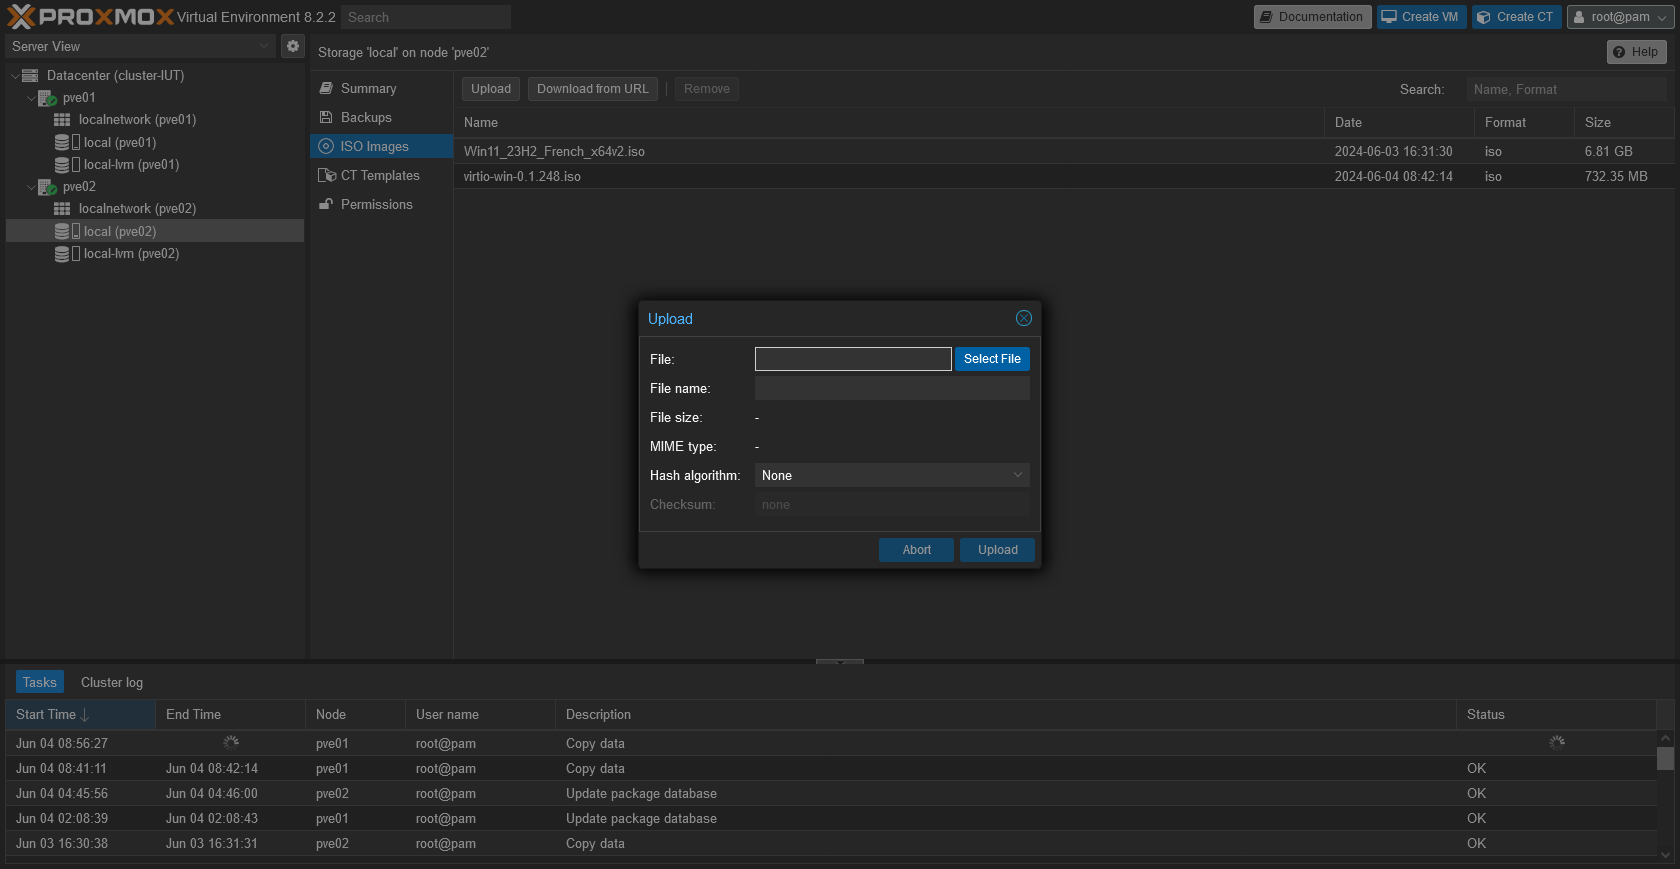 PROXMOX Virtual Environment 8.2.2 Search Documentation Create VM Create CT root@pam
Server View
Datacenter (cluster-IUT)
pve01
localnetwork (pve01)
local (pve01)
local-lvm (pve01)
pve02
localnetwork (pve02)
local (pve02)
local-lvm (pve02)
Storage 'local' on node 'pve02' Help
Summary
Backups
ISO Images
CT Templates
Permissions
Upload Download from URL Remove Search: Name, Format
Name Date Format Size
Win11_23H2_French_x64v2.iso 2024-06-03 16:31:30 iso 6.81 GB
virtio-win-0.1.248.iso 2024-06-04 08:42:14 iso 732.35 MB
Upload
File: Select File
File name:
File size: -
MIME type: -
Hash algorithm: None
Checksum: none
Abort Upload
Tasks Cluster log
Start Time End Time Node User name Description Status
Jun 04 08:56:27 pve01 root@pam Copy data
Jun 04 08:41:11 Jun 04 08:42:14 pve01 root@pam Copy data OK
Jun 04 04:45:56 Jun 04 04:46:00 pve02 root@pam Update package database OK
Jun 04 02:08:39 Jun 04 02:08:43 pve01 root@pam Update package database OK
Jun 03 16:30:38 Jun 03 16:31:31 pve02 root@pam Copy data OK